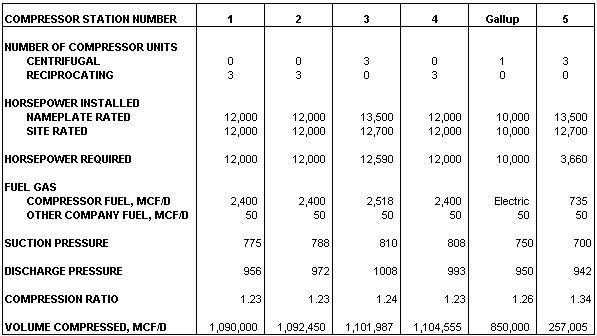 COMPRESSOR STATION NUMBER 1 2 3 4 Gallup 5
NUMBER OF COMPRESSOR UNITS
CENTRIFUGAL 0 0 3 0 1 3
RECIPROCATING 3 3 0 3 0 0
HORSEPOWER INSTALLED
NAMEPLATE RATED 12,000 12,000 13,500 12,000 10,000 13,500
SITE RATED 12,000 12,000 12,700 12,000 10,000 12,700
HORSEPOWER REQUIRED 12,000 12,000 12,590 12,000 10,000 3,660
FUEL GAS
COMPRESSOR FUEL, MCF/D 2,400 2,400 2,518 2,400 Electric 735
OTHER COMPANY FUEL, MCF/D 50 50 50 50 50 50
SUCTION PRESSURE 775 788 810 808 750 700
DISCHARGE PRESSURE 956 972 1008 993 950 942
COMPRESSION RATIO 1.23 1.23 1.24 1.23 1.26 1.34
VOLUME COMPRESSED, MCF/D 1,090,000 1,092,450 1,101,987 1,104,555 850,000 257,005